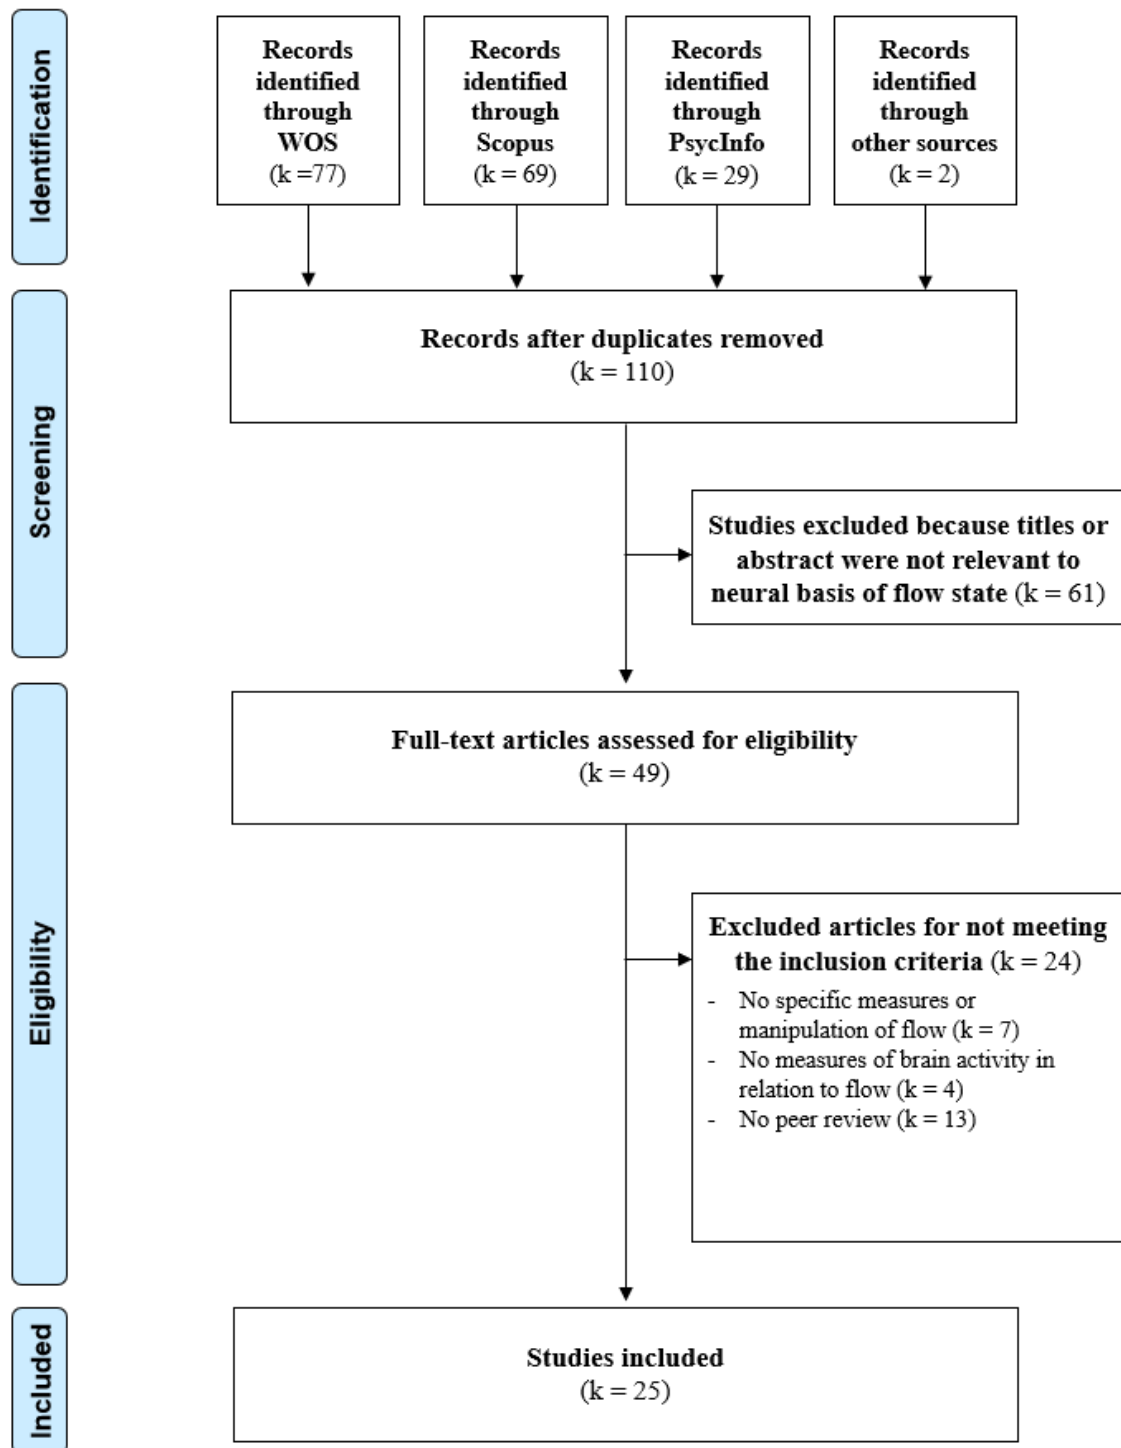 Identification
Records
identified
through
WOS
(k =77)
Records
identified
through
Scopus
(k = 69)
Records
identified
through
PsycInfo
(k = 29)
Records
identified
through
other sources
(k = 2)
Screening
Records after duplicates removed
(k = 110)
Studies excluded because titles or
abstract were not relevant to
neural basis of flow state (k = 61)
Eligibility
Full-text articles assessed for eligibility
(k = 49)
Excluded articles for not meeting
the inclusion criteria (k = 24)
- No specific measures or
manipulation of flow (k = 7)
- No measures of brain activity in
relation to flow (k = 4)
- No peer review (k = 13)
Included
Studies included
(k = 25)